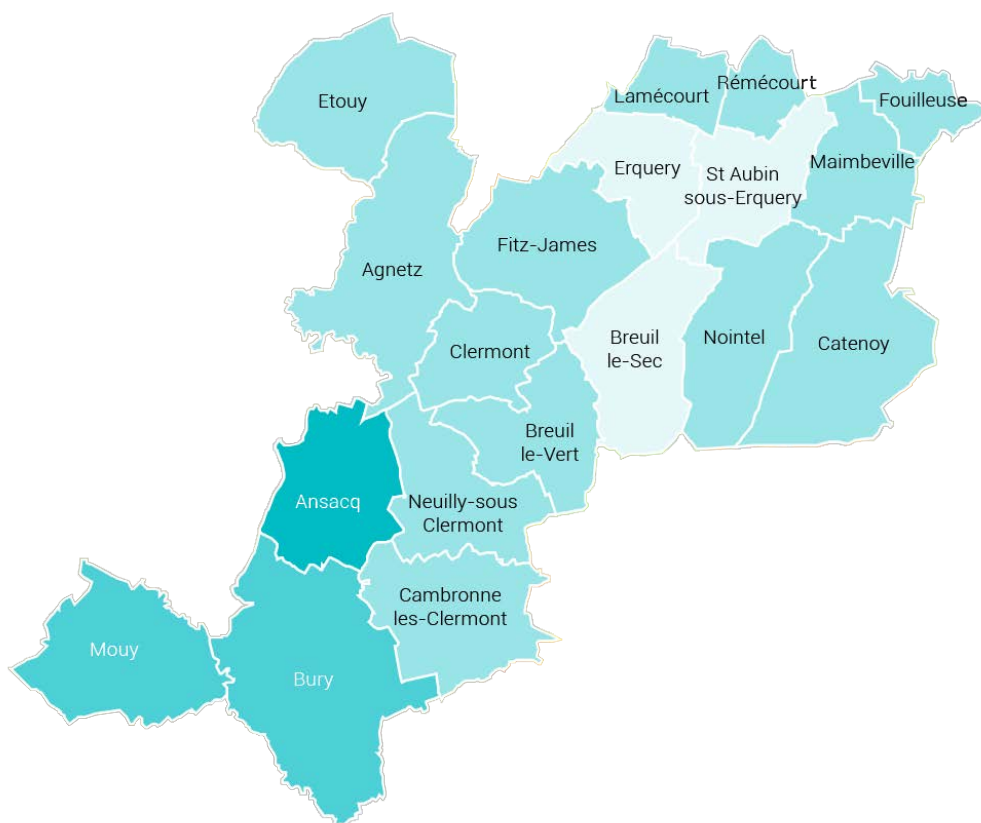 Etouy
Lamécourt
Rémécourt
Fouilleuse
Erquery
St Aubin
sous-Erquery
Maimbeville
Agnetz
Fitz-James
Clermont
Breuil
le-Sec
Nointel
Catenoy
Breuil
le-Vert
Ansacq
Neuilly-sous
Clermont
Cambronne
les-Clermont
Mouy
Bury